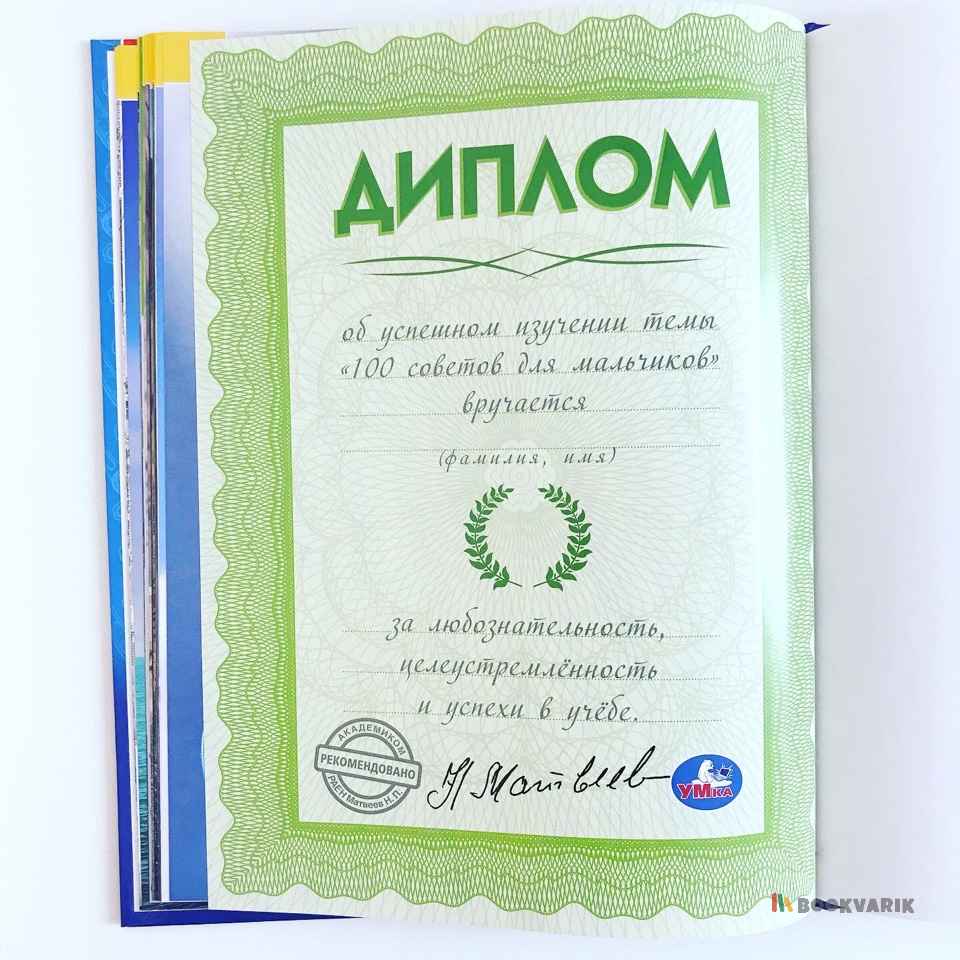 ДИПЛОМ
об успешном изучении темы
«100 советов для мальчиков»
вручается
(фамилия, имя)
за любознательность,
целеустремлённость
и успехи в учёбе.
АКАДЕМИКОМ
РЕКОМЕНДОВАНО
РАЕН Матвеев Н.П.
Н Матвеев
УМка
BOOKVARIK